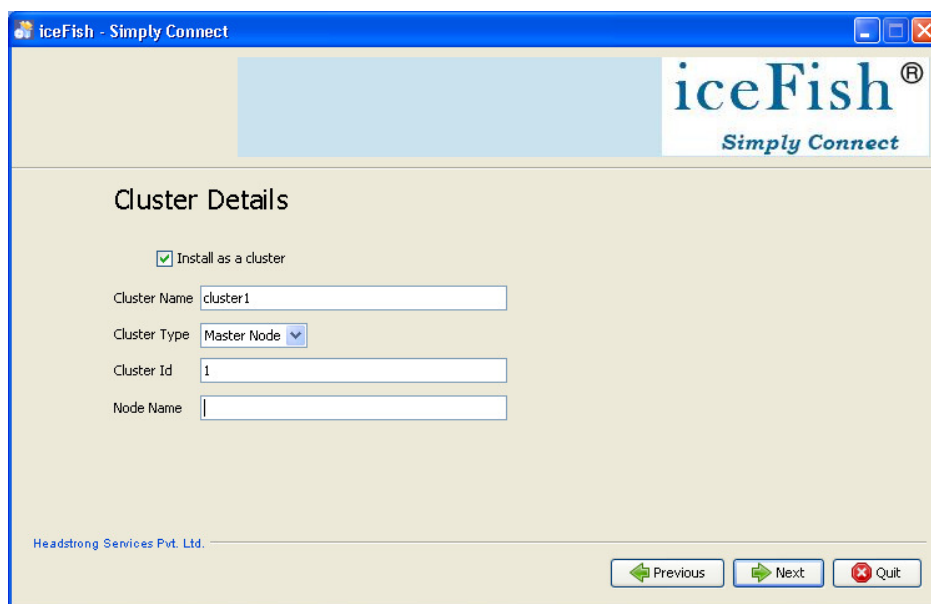 iceFish - Simply Connect
iceFish®
Simply Connect
Cluster Details
Install as a cluster
Cluster Name cluster1
Cluster Type Master Node
Cluster Id 1
Node Name
Headstrong Services Pvt. Ltd.
Previous Next Quit